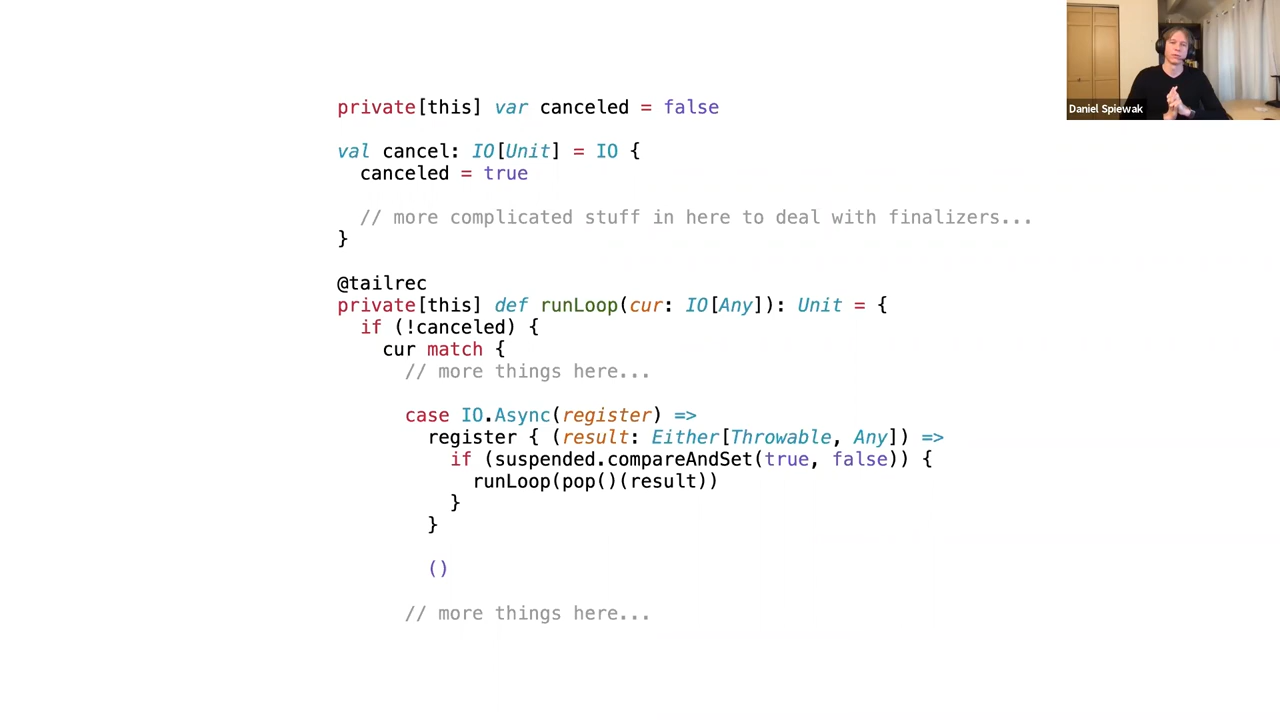 private[this] var canceled = false
val cancel: IO[Unit] = IO {
canceled = true
// more complicated stuff in here to deal with finalizers...
}
@tailrec
private[this] def runLoop(cur: IO[Any]): Unit = {
if (!canceled) {
cur match {
// more things here...
case IO.Async(register) =>
register { (result: Either[Throwable, Any]) =>
if (suspended.compareAndSet(true, false)) {
runLoop(pop()(result))
}
}
()
// more things here...
Daniel Spiewak